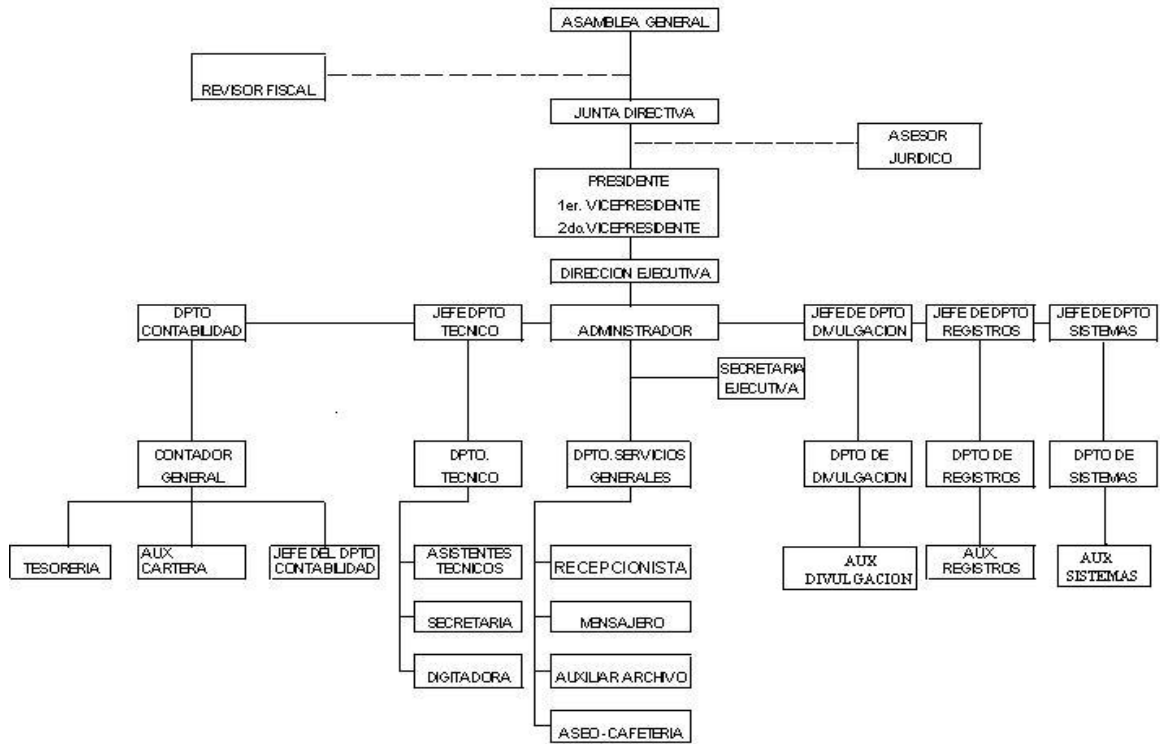 ASAMBLEA GENERAL
REVISOR FISCAL
JUNTA DIRECTIVA
ASESOR
JURIDICO
PRESIDENTE
1er. VICEPRESIDENTE
2do. VICEPRESIDENTE
DIRECCION EJECUTIVA
DPTO
CONTABILIDAD
JEFE DPTO
TECNICO
ADMINISTRADOR
JEFE DE DPTO
DIVULGACION
JEFE DE DPTO
REGISTROS
JEFE DE DPTO
SISTEMAS
SECRETARIA
EJECUTIVA
CONTADOR
GENERAL
DPTO.
TECNICO
DPTO. SERVICIOS
GENERALES
DPTO DE
DIVULGACION
DPTO DE
REGISTROS
DPTO DE
SISTEMAS
TESORERIA
AUX.
CARTERA
JEFE DEL DPTO
CONTABILIDAD
ASISTENTES
TECNICOS
RECEPCIONISTA
AUX
DIVULGACION
AUX.
REGISTROS
AUX
SISTEMAS
SECRETARIA
MENSAJERO
DIGITADORA
AUXILIAR ARCHIVO
ASEO - CAFETERIA